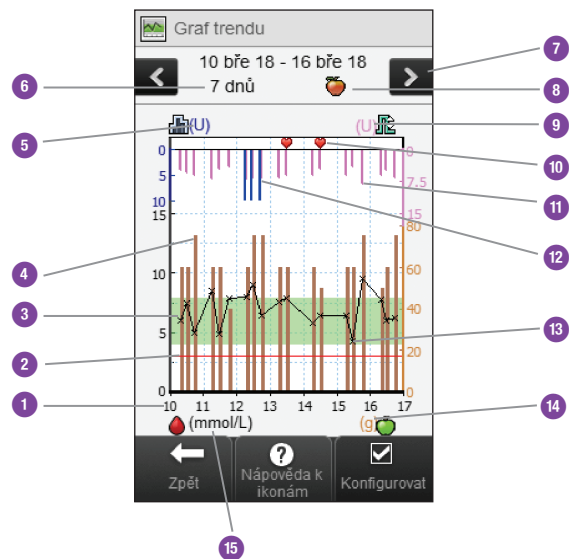 Graf trendu
10 bře 18 - 16 bře 18
7 dnů
(U) (U)
0 0
5 7.5
10 15
15 80
10 60
40
5 20
0 0
10 11 12 13 14 15 16 17
(mmol/L) (g)
Zpět
Nápověda k
ikonám
Konfigurovat
1
2
3
4
5
6
7
8
9
10
11
12
13
14
15